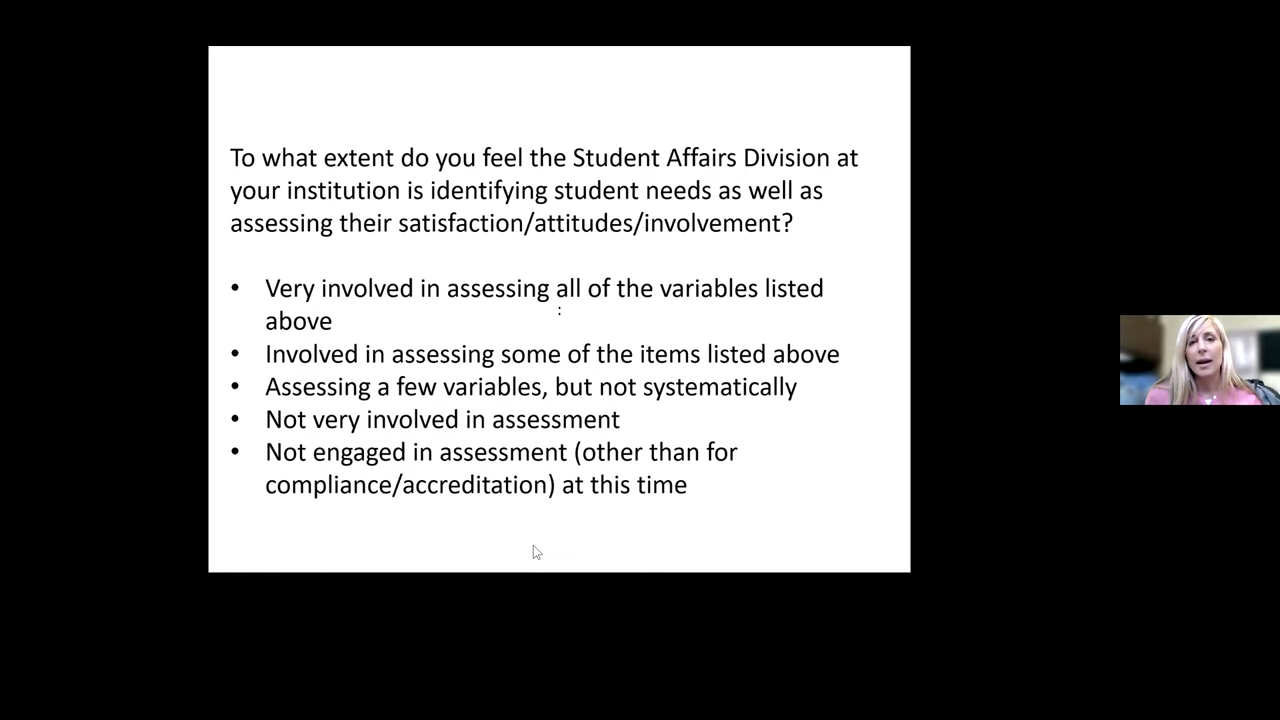 To what extent do you feel the Student Affairs Division at
your institution is identifying student needs as well as
assessing their satisfaction/attitudes/involvement?
• Very involved in assessing all of the variables listed
above
:
• Involved in assessing some of the items listed above
• Assessing a few variables, but not systematically
• Not very involved in assessment
• Not engaged in assessment (other than for
compliance/accreditation) at this time